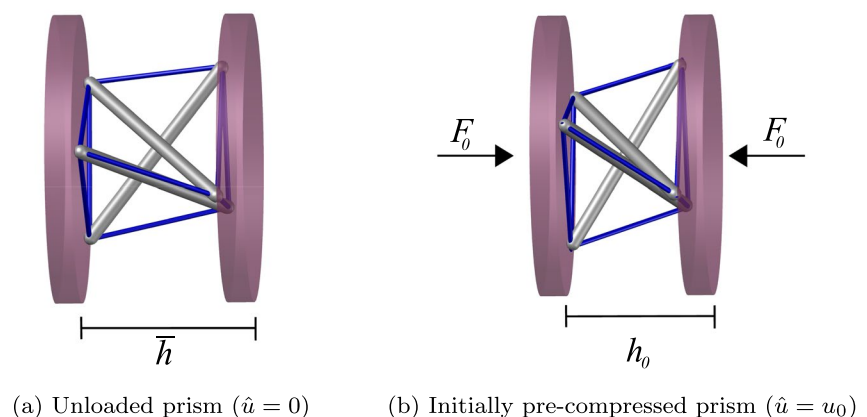 F₀ F₀
h̅ h₀
(a) Unloaded prism (û = 0) (b) Initially pre-compressed prism (û = u₀)